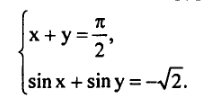 x + y = π/2,
sin x + sin y = −√2.